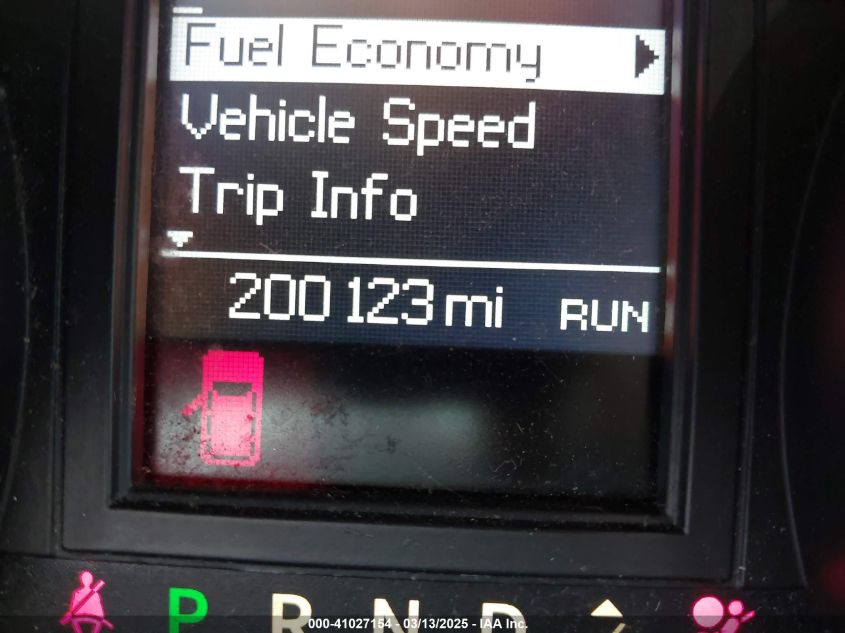 Fuel Economy
Vehicle Speed
Trip Info
200123 mi RUN
P R N D
000-41027154 - 03/13/2025 - IAA Inc.